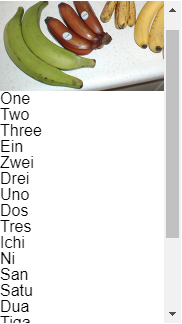 One
Two
Three
Ein
Zwei
Drei
Uno
Dos
Tres
Ichi
Ni
San
Satu
Dua
Tiga